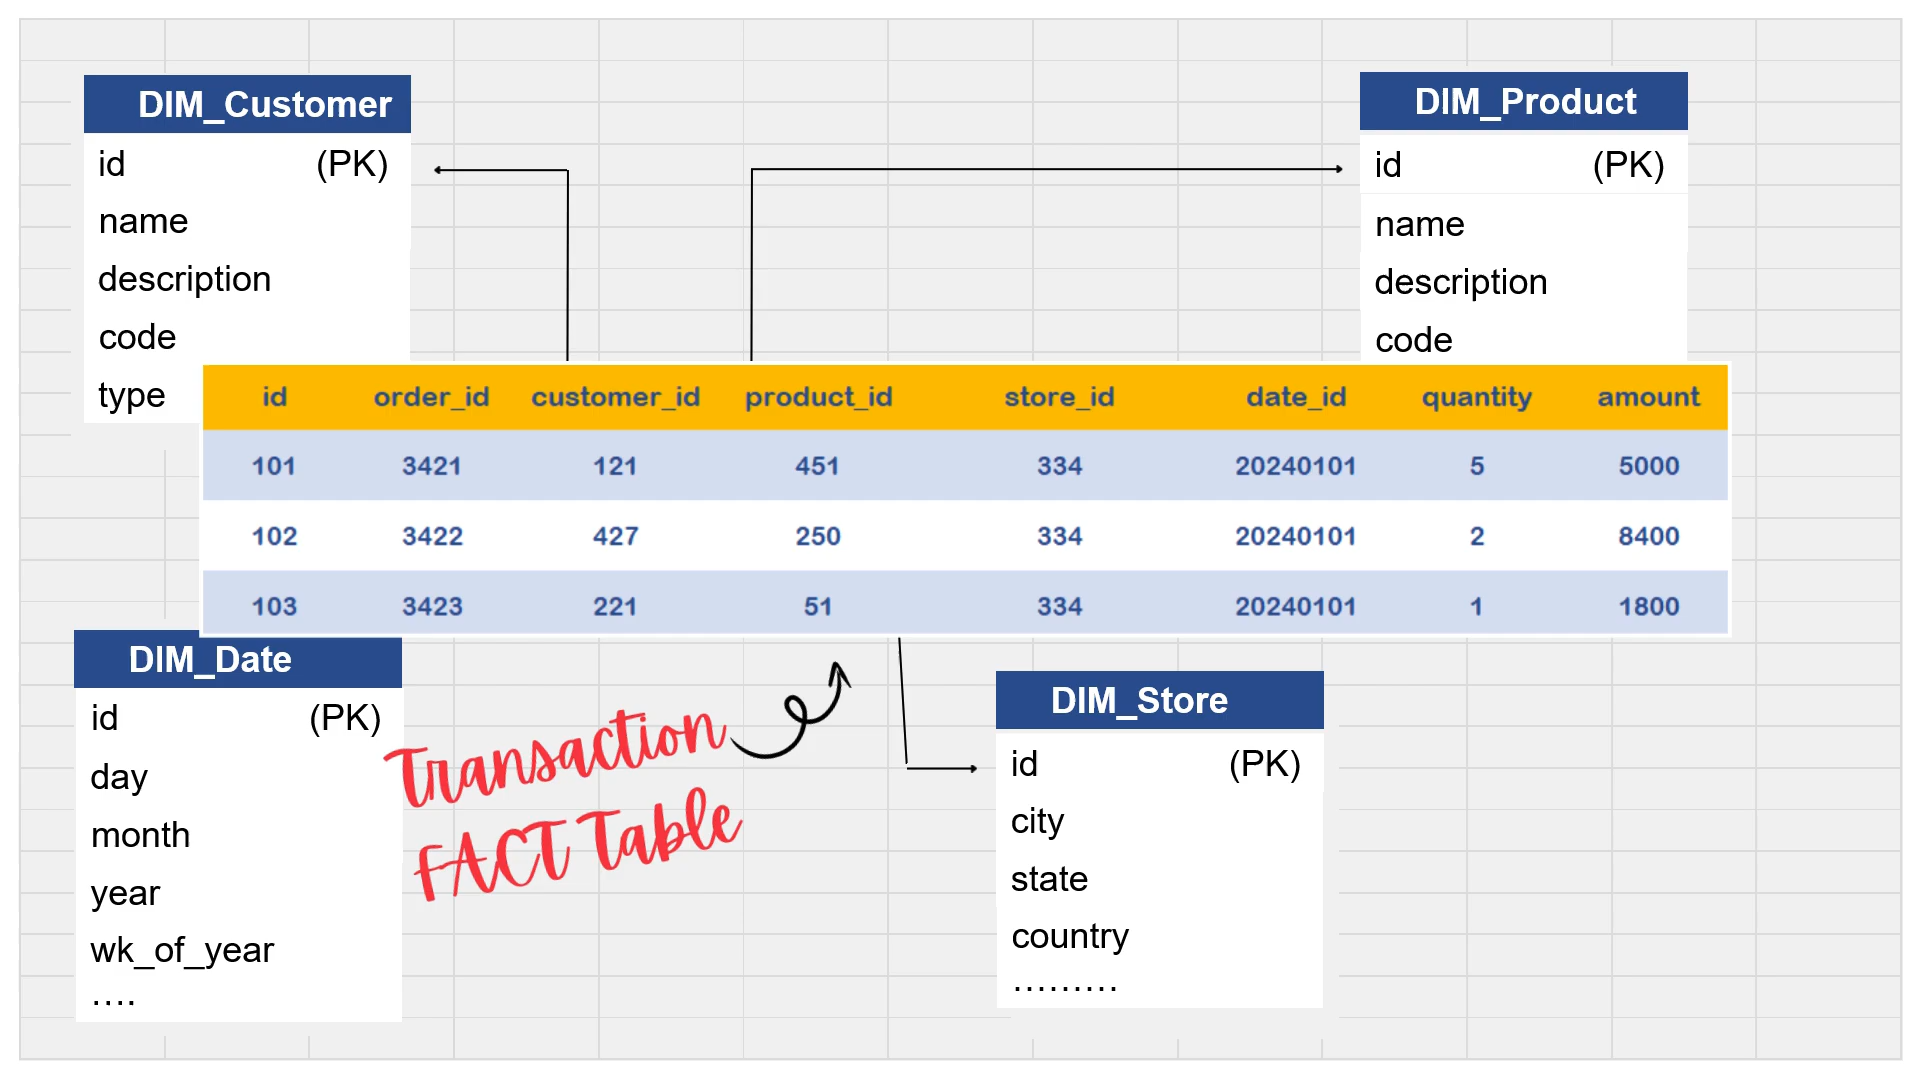 DIM_Customer
id (PK)
name
description
code
type
DIM_Product
id (PK)
name
description
code
id order_id customer_id product_id store_id date_id quantity amount
101 3421 121 451 334 20240101 5 5000
102 3422 427 250 334 20240101 2 8400
103 3423 221 51 334 20240101 1 1800
DIM_Date
id (PK)
day
month
year
wk_of_year
....
Transaction
FACT Table
DIM_Store
id (PK)
city
state
country
.........